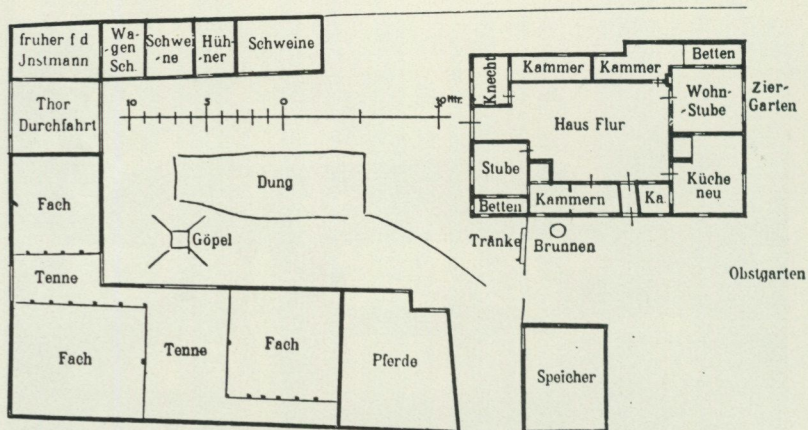 fruher f d
Jnstmann
Wa-
-gen
Sch.
Schwei-
ne
Hüh-
-ner
Schweine
Thor
Durchfahrt
10 5 0 10 Mtr.
Knecht
Kammer
Kammer
Betten
Wohn-
-Stube
Zier-
Garten
Haus Flur
Stube
Betten
Kammern
Ka.
Küche
neu
Dung
Fach
Göpel
Tränke
Brunnen
Obstgarten
Tenne
Fach
Tenne
Fach
Pferde
Speicher